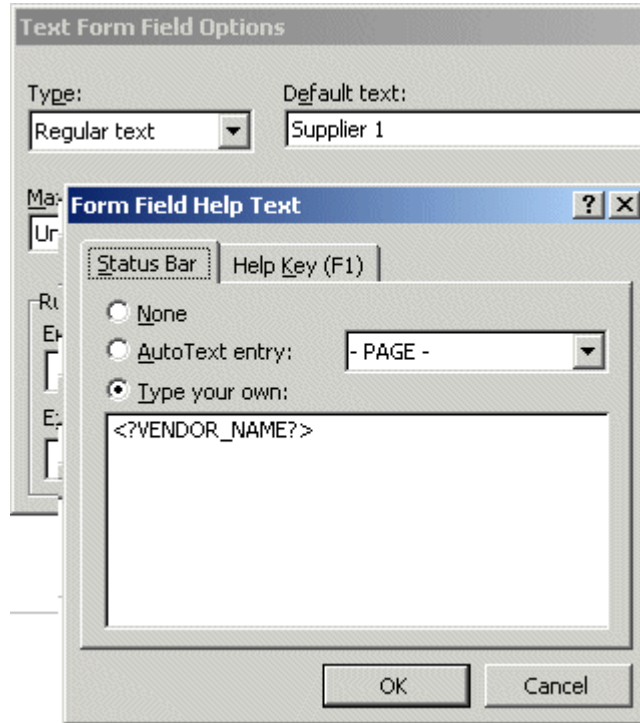 Text Form Field Options
Type: Default text:
Regular text Supplier 1
Form Field Help Text
Status Bar Help Key (F1)
None
AutoText entry: - PAGE -
Type your own:
<?VENDOR_NAME?>
OK Cancel